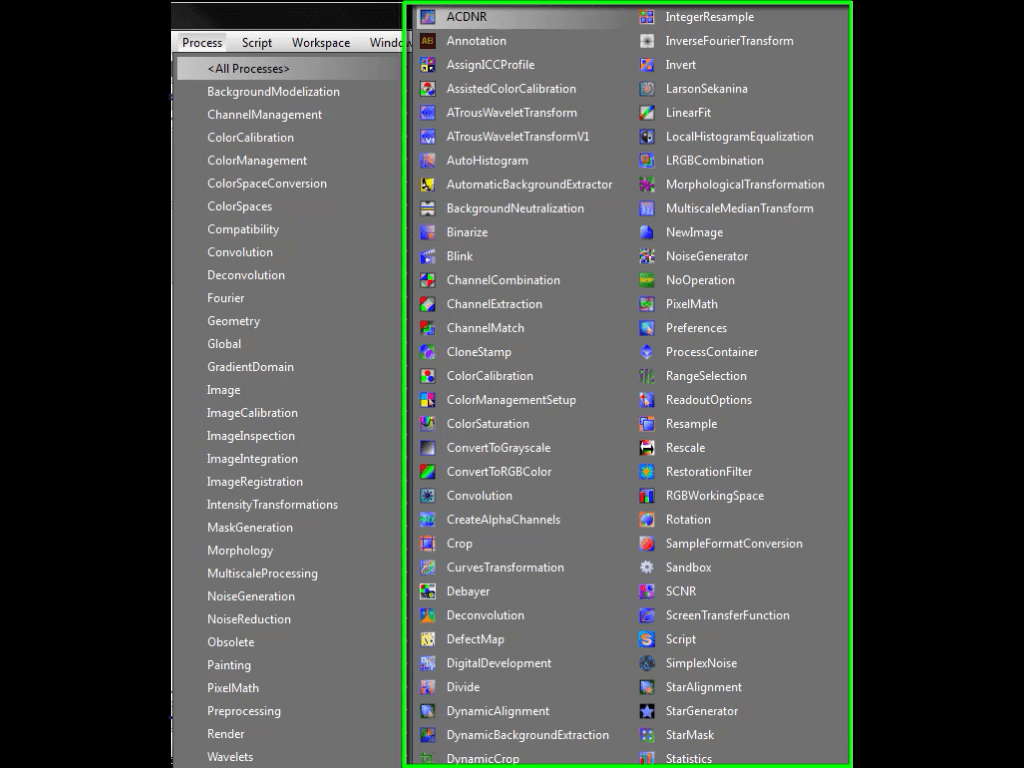 Process Script Workspace Window
<All Processes>
BackgroundModelization
ChannelManagement
ColorCalibration
ColorManagement
ColorSpaceConversion
ColorSpaces
Compatibility
Convolution
Deconvolution
Fourier
Geometry
Global
GradientDomain
Image
ImageCalibration
ImageInspection
ImageIntegration
ImageRegistration
IntensityTransformations
MaskGeneration
Morphology
MultiscaleProcessing
NoiseGeneration
NoiseReduction
Obsolete
Painting
PixelMath
Preprocessing
Render
Wavelets
ACDNR
Annotation
AssignICCProfile
AssistedColorCalibration
ATrousWaveletTransform
ATrousWaveletTransformV1
AutoHistogram
AutomaticBackgroundExtractor
BackgroundNeutralization
Binarize
Blink
ChannelCombination
ChannelExtraction
ChannelMatch
CloneStamp
ColorCalibration
ColorManagementSetup
ColorSaturation
ConvertToGrayscale
ConvertToRGBColor
Convolution
CreateAlphaChannels
Crop
CurvesTransformation
Debayer
Deconvolution
DefectMap
DigitalDevelopment
Divide
DynamicAlignment
DynamicBackgroundExtraction
DynamicCrop
IntegerResample
InverseFourierTransform
Invert
LarsonSekanina
LinearFit
LocalHistogramEqualization
LRGBCombination
MorphologicalTransformation
MultiscaleMedianTransform
NewImage
NoiseGenerator
NoOperation
PixelMath
Preferences
ProcessContainer
RangeSelection
ReadoutOptions
Resample
Rescale
RestorationFilter
RGBWorkingSpace
Rotation
SampleFormatConversion
Sandbox
SCNR
ScreenTransferFunction
Script
SimplexNoise
StarAlignment
StarGenerator
StarMask
Statistics